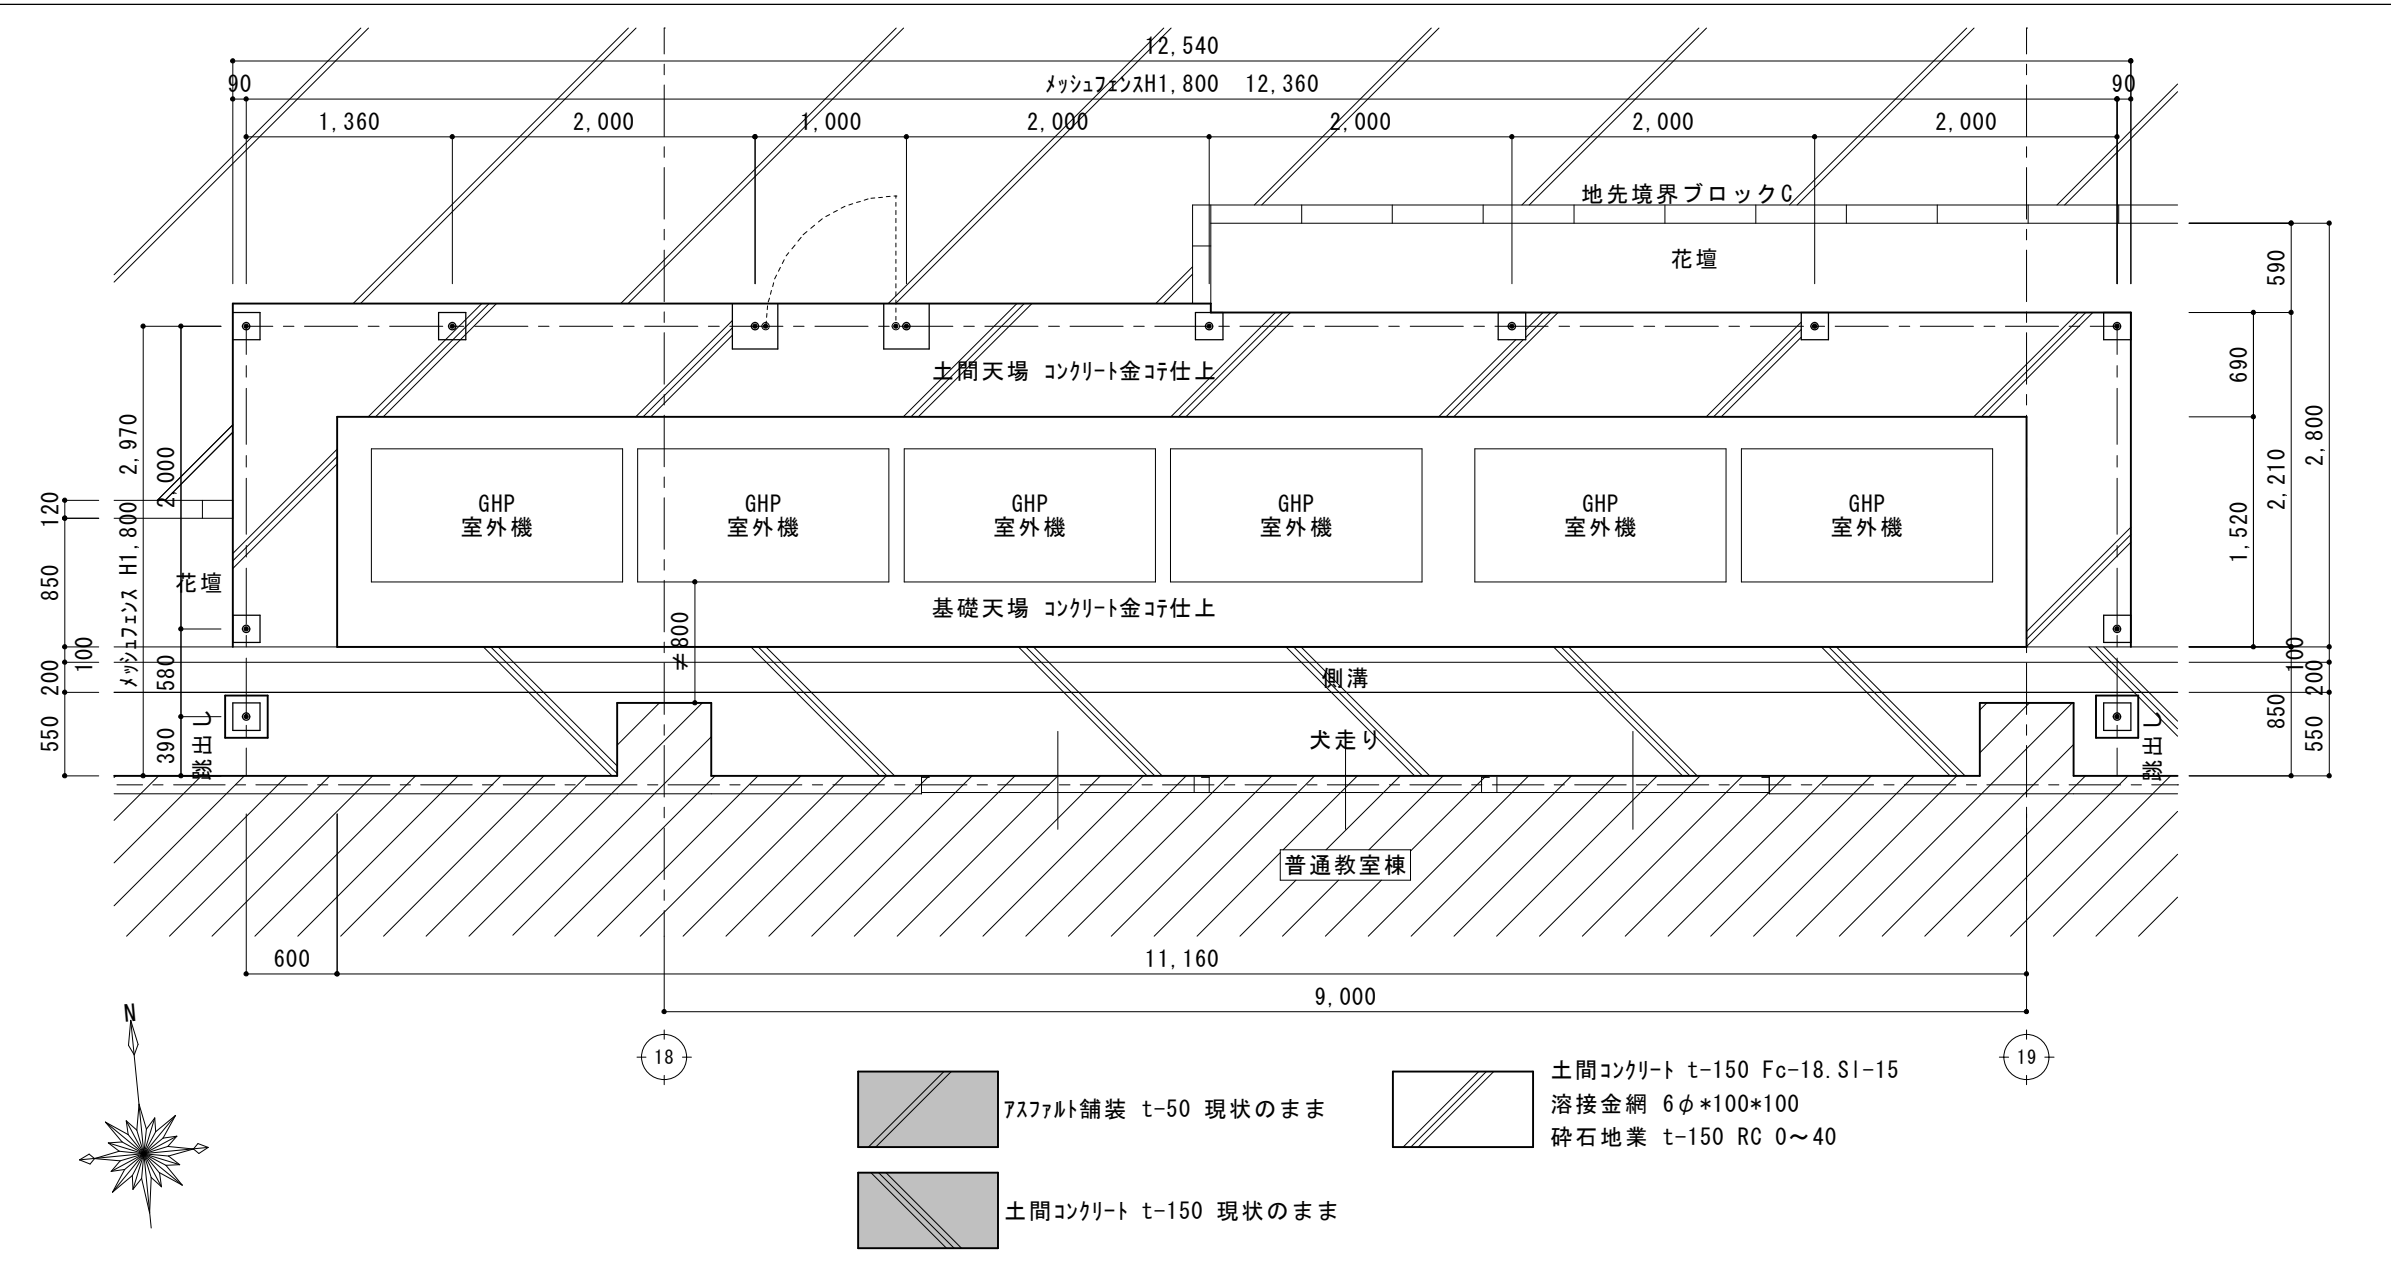 12,540
90
メッシュフェンスH1,800 12,360
90
1,360
2,000
1,000
2,000
2,000
2,000
2,000
地先境界ブロックC
花壇
590
土間天場 コンクリート金コテ仕上
690
2,970
メッシュフェンス H1,800
2,000
2,800
2,210
1,520
120
850
GHP
室外機
GHP
室外機
GHP
室外機
GHP
室外機
GHP
室外機
GHP
室外機
花壇
基礎天場 コンクリート金コテ仕上
≠800
100
200
580
側溝
100
200
550
390
跳出し
犬走り
850
550
跳出し
普通教室棟
600
11,160
9,000
N
18
19
アスファルト舗装 t-50 現状のまま
土間コンクリート t-150 現状のまま
土間コンクリート t-150 Fc-18.Sl-15
溶接金網 6φ*100*100
砕石地業 t-150 RC 0～40